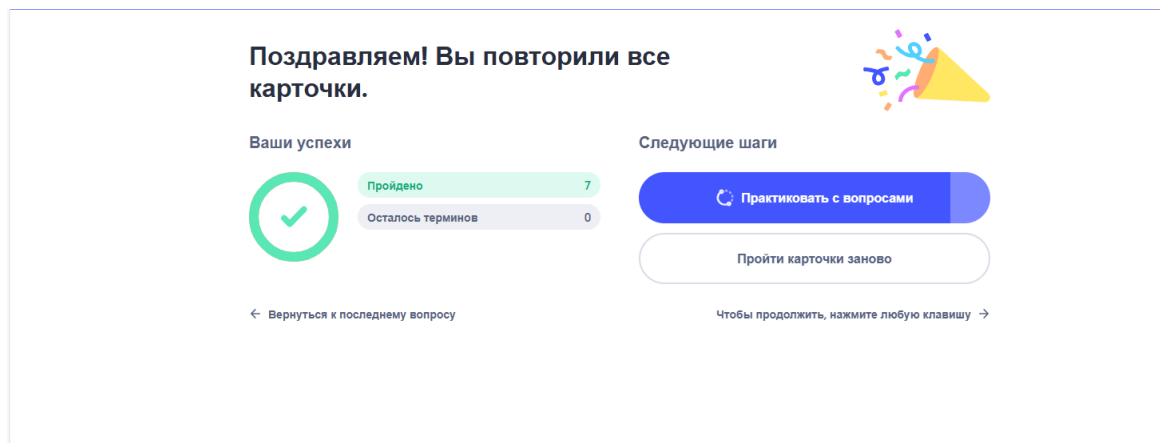 Поздравляем! Вы повторили все
карточки.
Ваши успехи
Пройдено 7
Осталось терминов 0
Следующие шаги
Практиковать с вопросами
Пройти карточки заново
← Вернуться к последнему вопросу
Чтобы продолжить, нажмите любую клавишу →